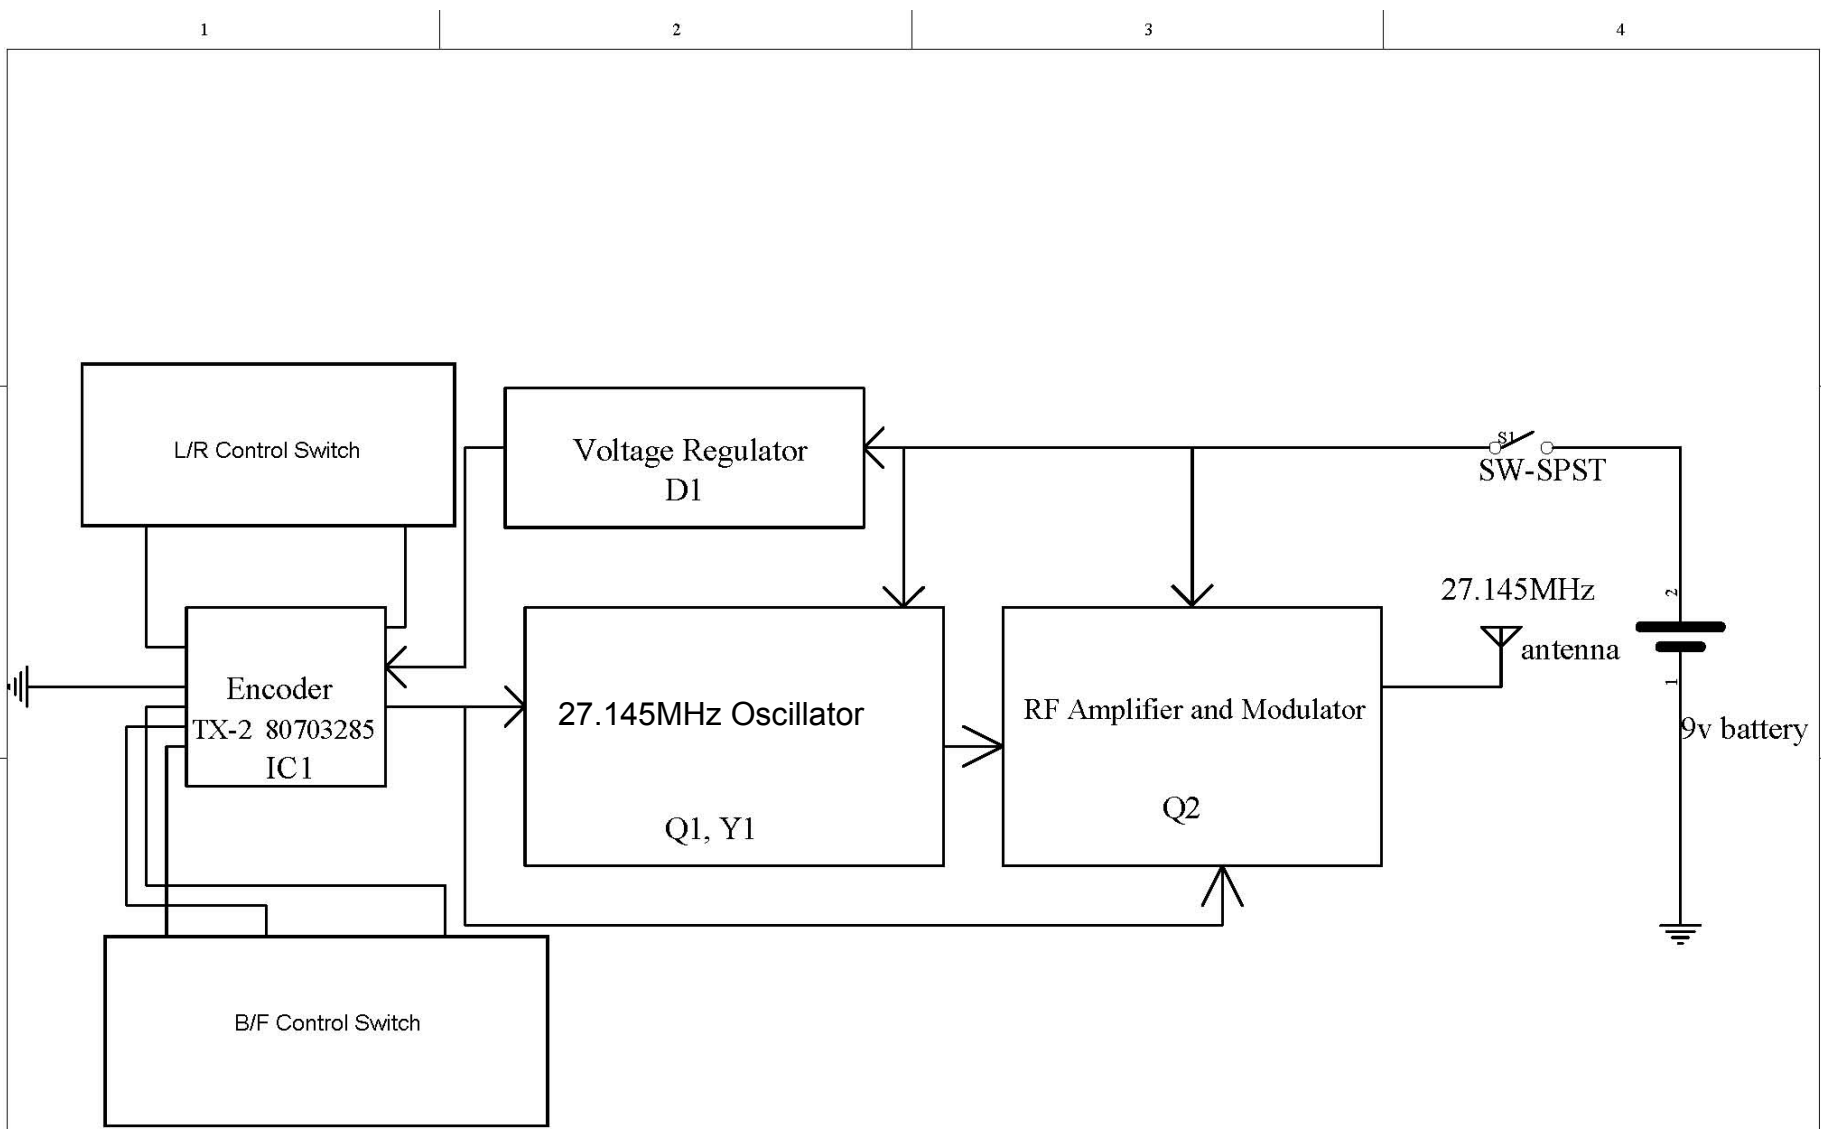 1
2
3
4
L/R Control Switch
Voltage Regulator
D1
S1
SW-SPST
27.145MHz
antenna
2
1
9v battery
Encoder
TX-2 80703285
IC1
27.145MHz Oscillator
Q1, Y1
RF Amplifier and Modulator
Q2
B/F Control Switch